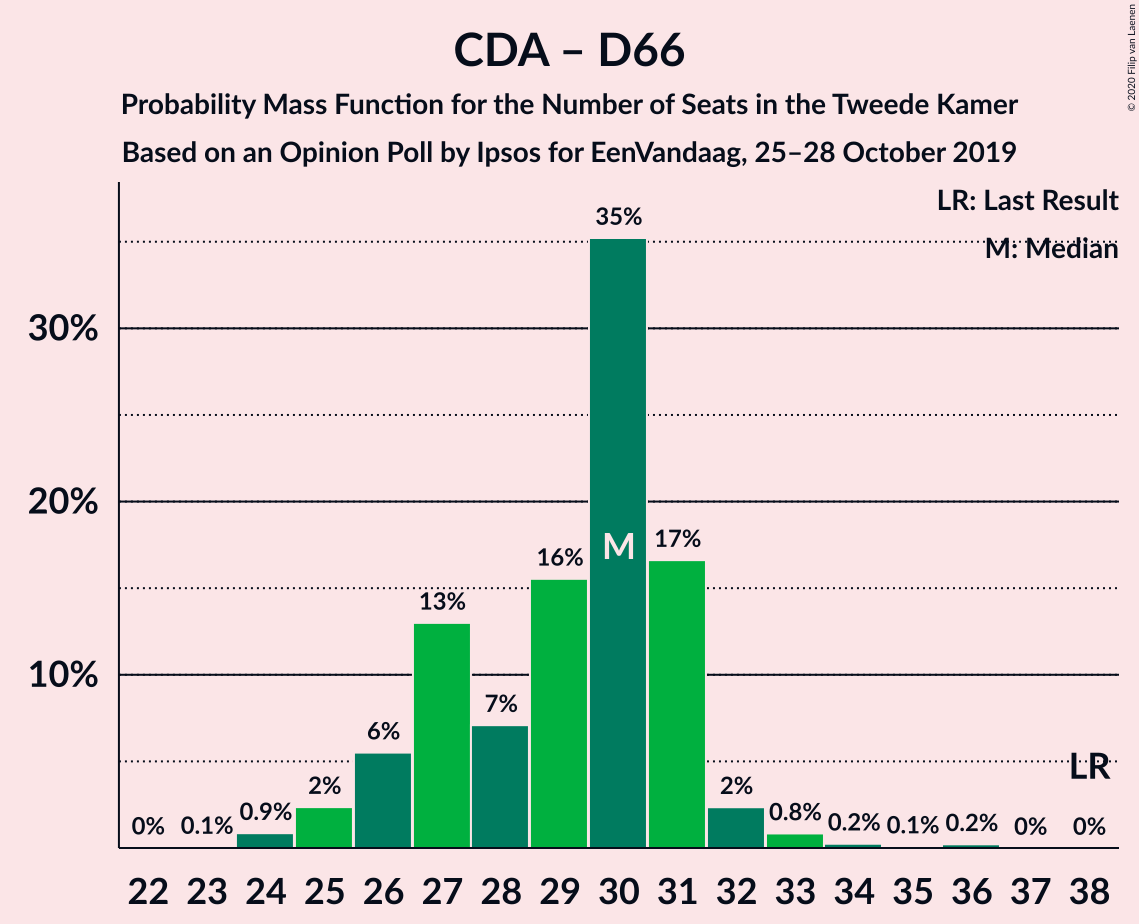 CDA – D66
Probability Mass Function for the Number of Seats in the Tweede Kamer
Based on an Opinion Poll by Ipsos for EenVandaag, 25–28 October 2019
© 2020 Filip van Laenen
LR: Last Result
M: Median
30%
20%
10%
0%
0.1%
0.9%
2%
6%
13%
7%
16%
35%
M
17%
2%
0.8%
0.2%
0.1%
0.2%
0%
0%
LR
22 23 24 25 26 27 28 29 30 31 32 33 34 35 36 37 38